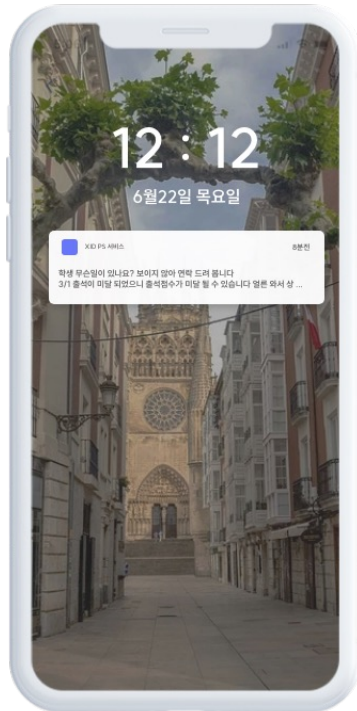 12 : 12
6월22일 목요일
XID PS 서비스 8분전
학생 무슨일이 있나요? 보이지 않아 연락 드려 봅니다
3/1 출석이 미달 되었으니 출석점수가 미달 될 수 있습니다 얼른 와서 상 ...